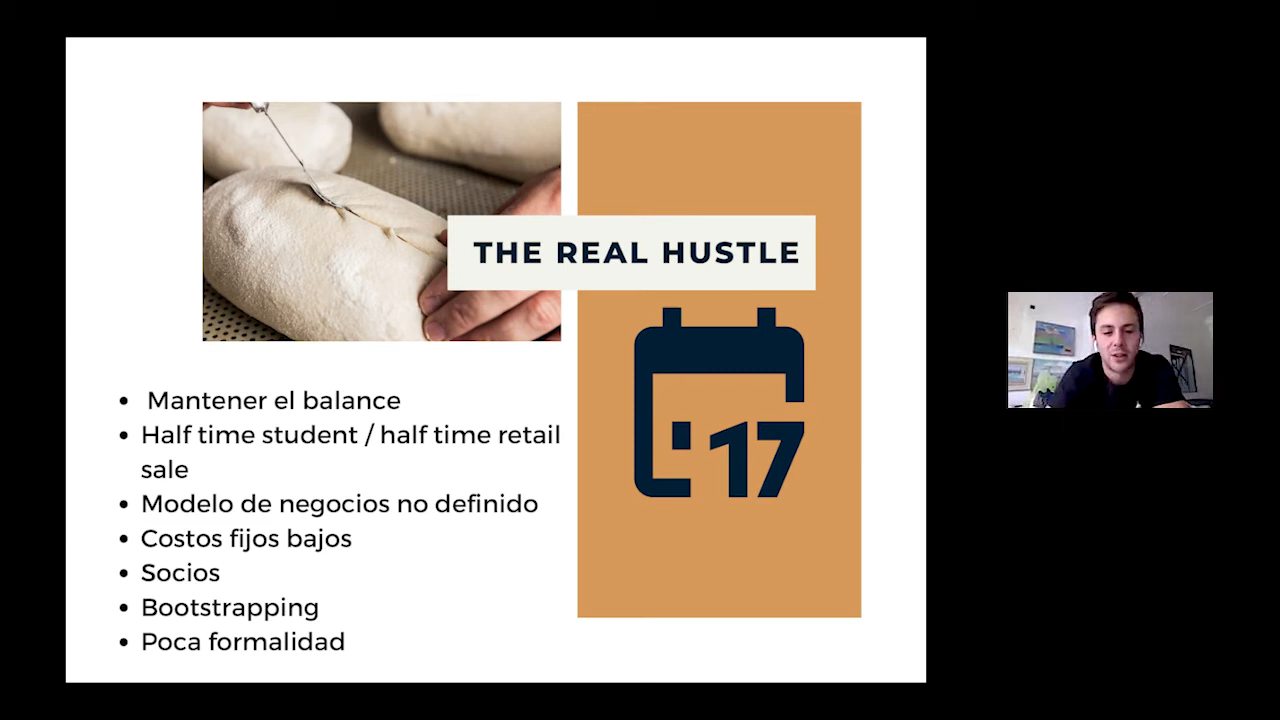 THE REAL HUSTLE
17
Mantener el balance
Half time student / half time retail
sale
Modelo de negocios no definido
Costos fijos bajos
Socios
Bootstrapping
Poca formalidad